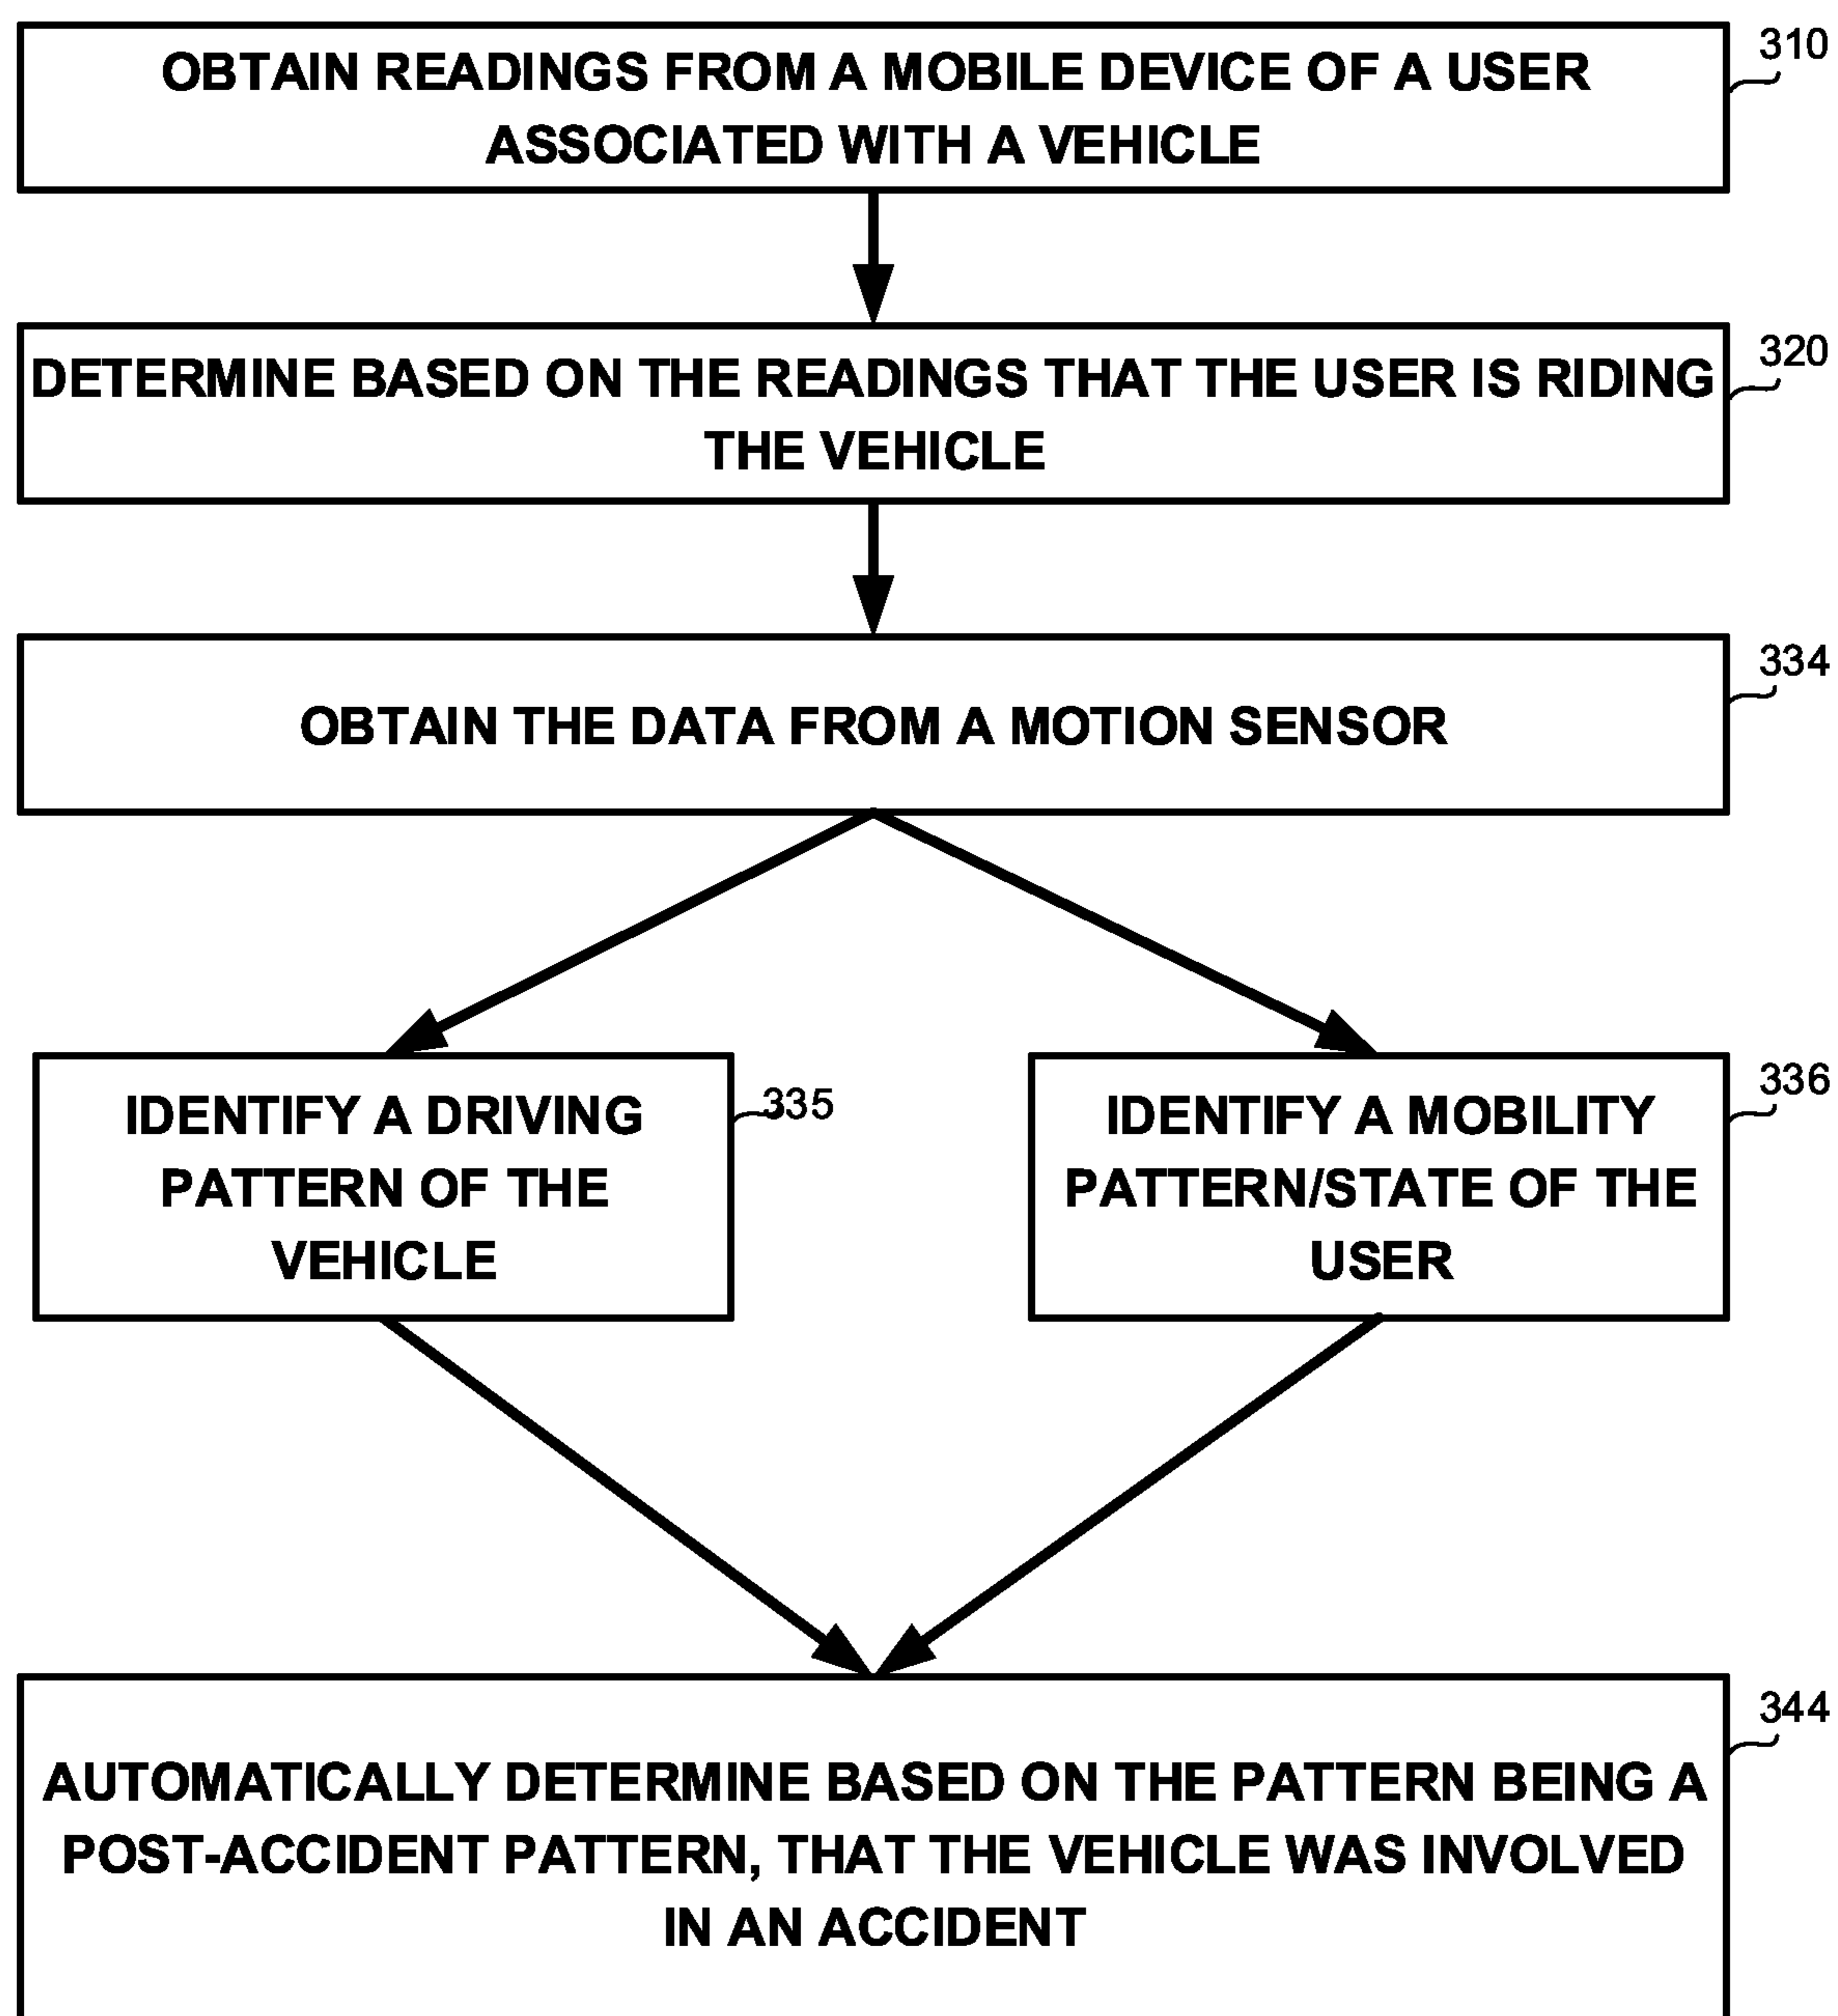 310
OBTAIN READINGS FROM A MOBILE DEVICE OF A USER
ASSOCIATED WITH A VEHICLE
320
DETERMINE BASED ON THE READINGS THAT THE USER IS RIDING
THE VEHICLE
334
OBTAIN THE DATA FROM A MOTION SENSOR
335
IDENTIFY A DRIVING
PATTERN OF THE
VEHICLE
336
IDENTIFY A MOBILITY
PATTERN/STATE OF THE
USER
344
AUTOMATICALLY DETERMINE BASED ON THE PATTERN BEING A
POST-ACCIDENT PATTERN, THAT THE VEHICLE WAS INVOLVED
IN AN ACCIDENT